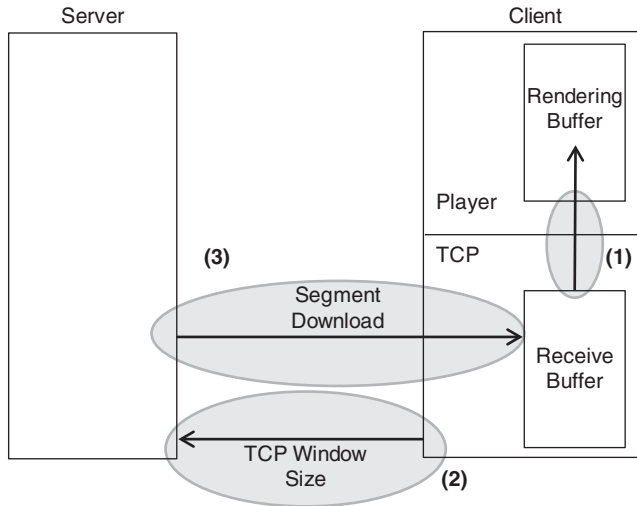 Server
Client
Rendering
Buffer
Player
TCP
(1)
(3)
Segment
Download
Receive
Buffer
TCP Window
Size
(2)